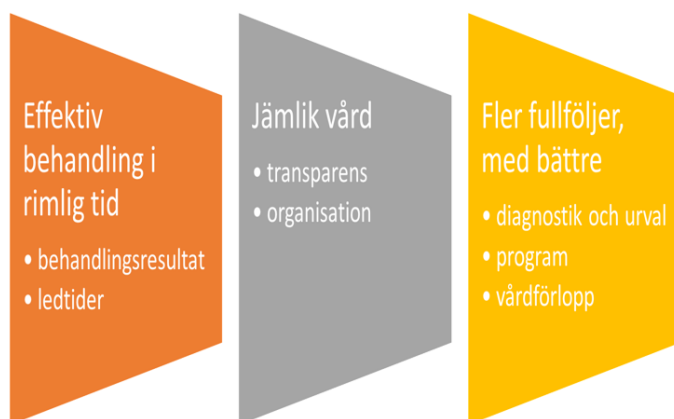 Effektiv
behandling i
rimlig tid
• behandlingsresultat
• ledtider
Jämlik vård
• transparens
• organisation
Fler fullföljer,
med bättre
• diagnostik och urval
• program
• vårdförlopp